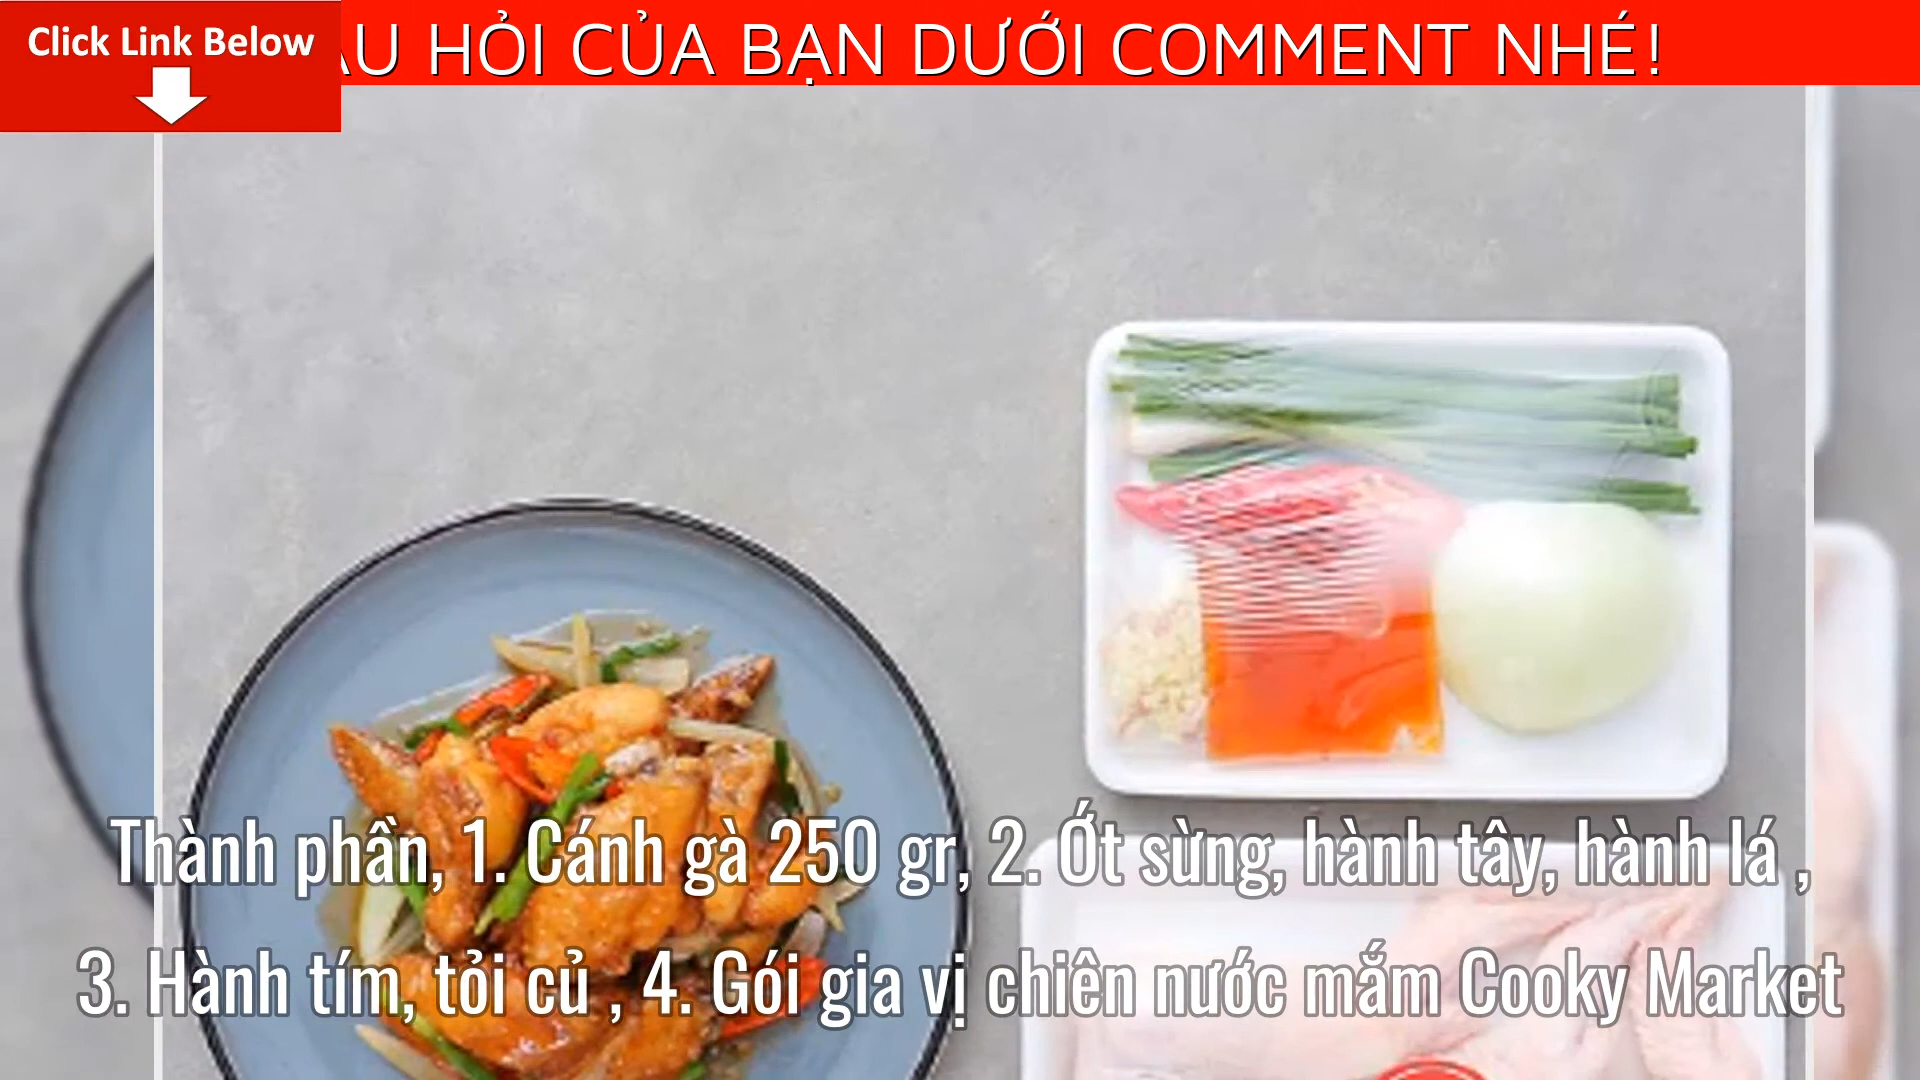 Click Link Below
ÂU HỎI CỦA BẠN DƯỚI COMMENT NHÉ!
Thành phần, 1. Cánh gà 250 gr, 2. Ớt sừng, hành tây, hành lá ,
3. Hành tím, tỏi củ , 4. Gói gia vị chiên nước mắm Cooky Market